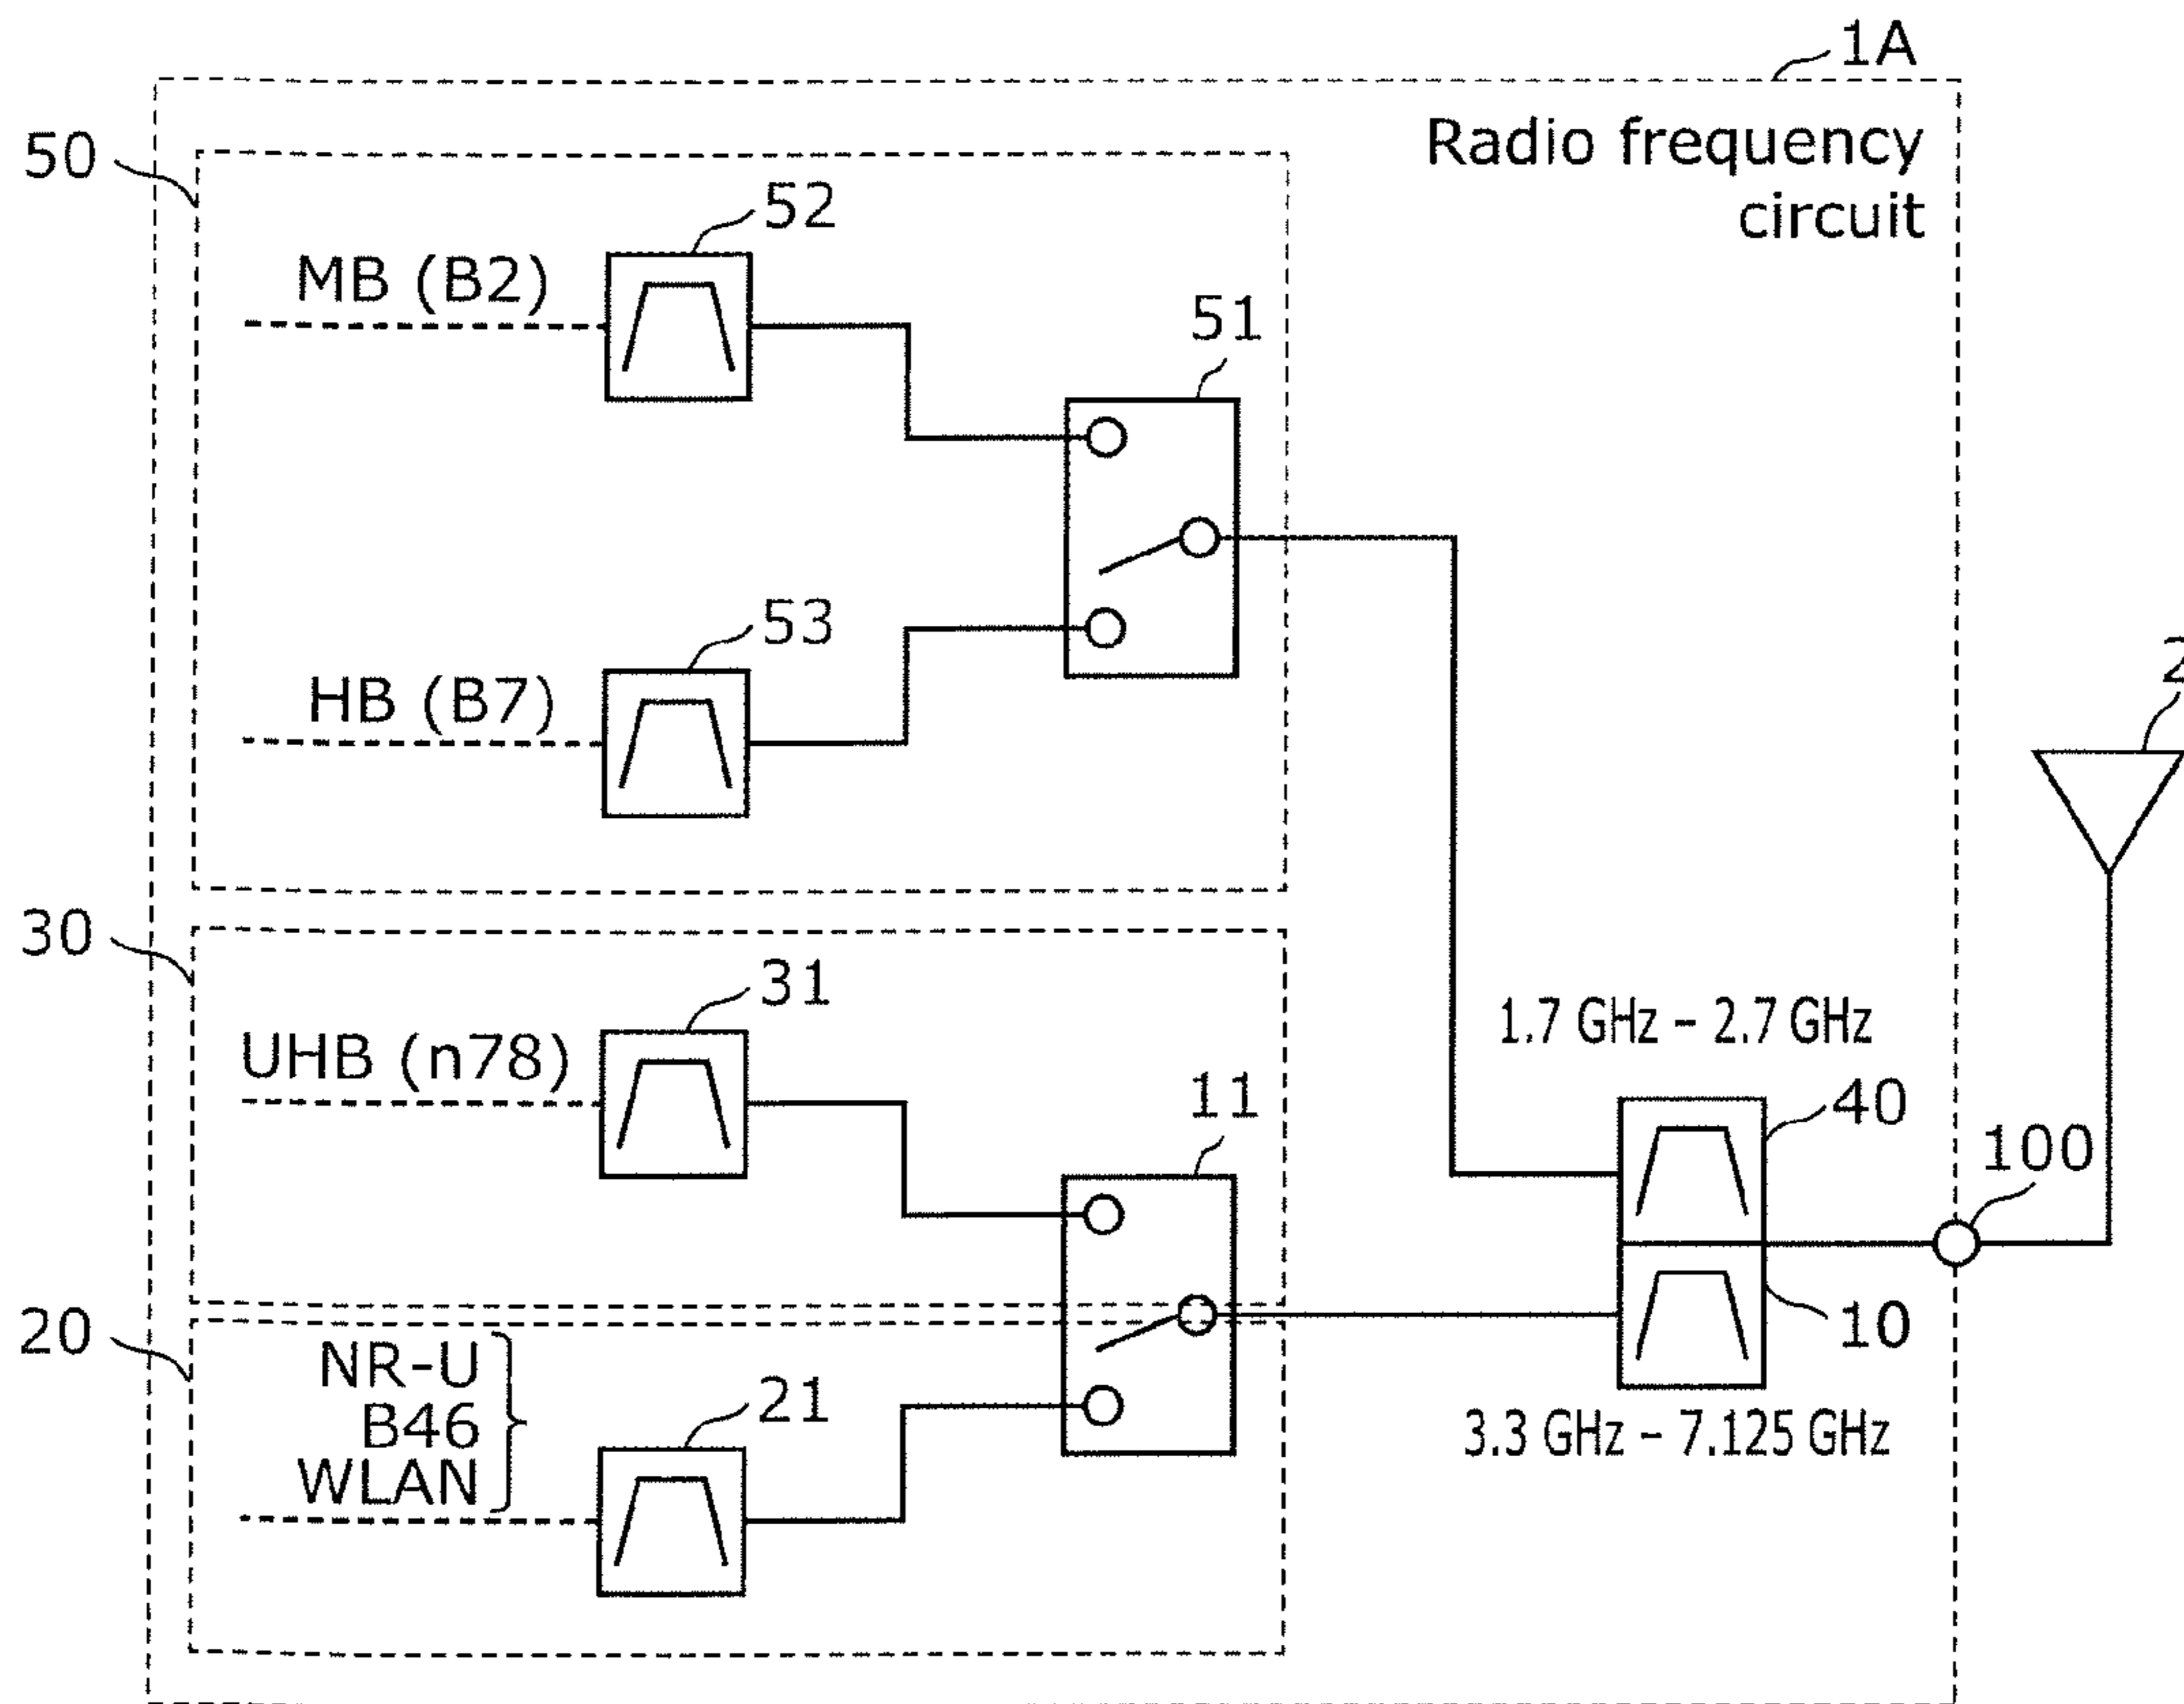 1A
Radio frequency
circuit
50
52
MB (B2)
51
53
HB (B7)
2
30
31
UHB (n78)
11
1.7 GHz – 2.7 GHz
40
100
20
NR-U
B46
WLAN
21
10
3.3 GHz – 7.125 GHz